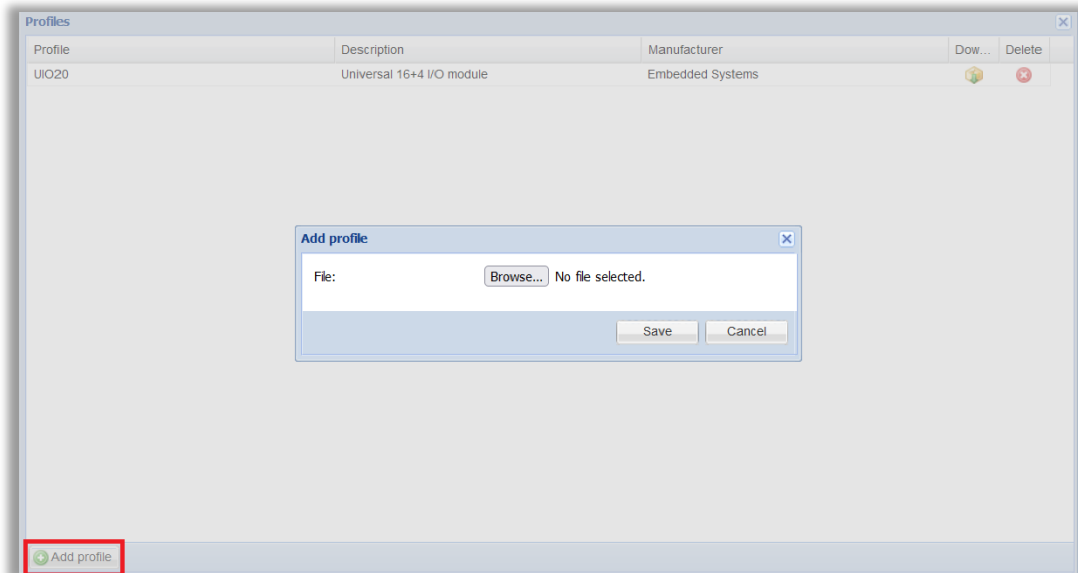 Profiles
Profile Description Manufacturer Dow... Delete
UIO20 Universal 16+4 I/O module Embedded Systems
Add profile
File: Browse... No file selected.
Save Cancel
Add profile